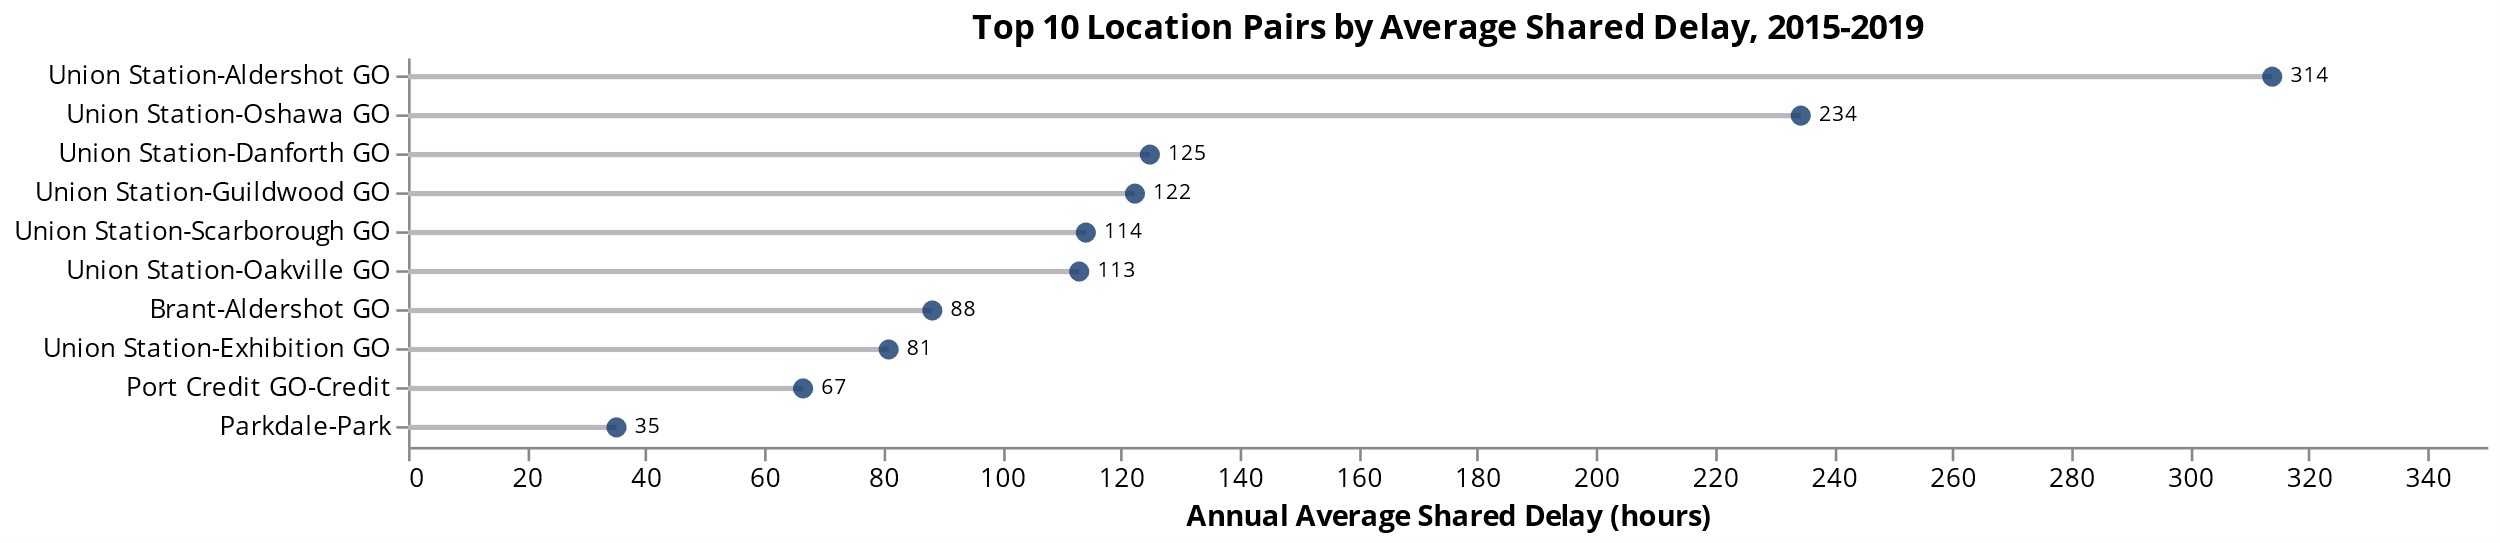 Top 10 Location Pairs by Average Shared Delay, 2015-2019
Union Station-Aldershot GO 314
Union Station-Oshawa GO 234
Union Station-Danforth GO 125
Union Station-Guildwood GO 122
Union Station-Scarborough GO 114
Union Station-Oakville GO 113
Brant-Aldershot GO 88
Union Station-Exhibition GO 81
Port Credit GO-Credit 67
Parkdale-Park 35
0 20 40 60 80 100 120 140 160 180 200 220 240 260 280 300 320 340
Annual Average Shared Delay (hours)